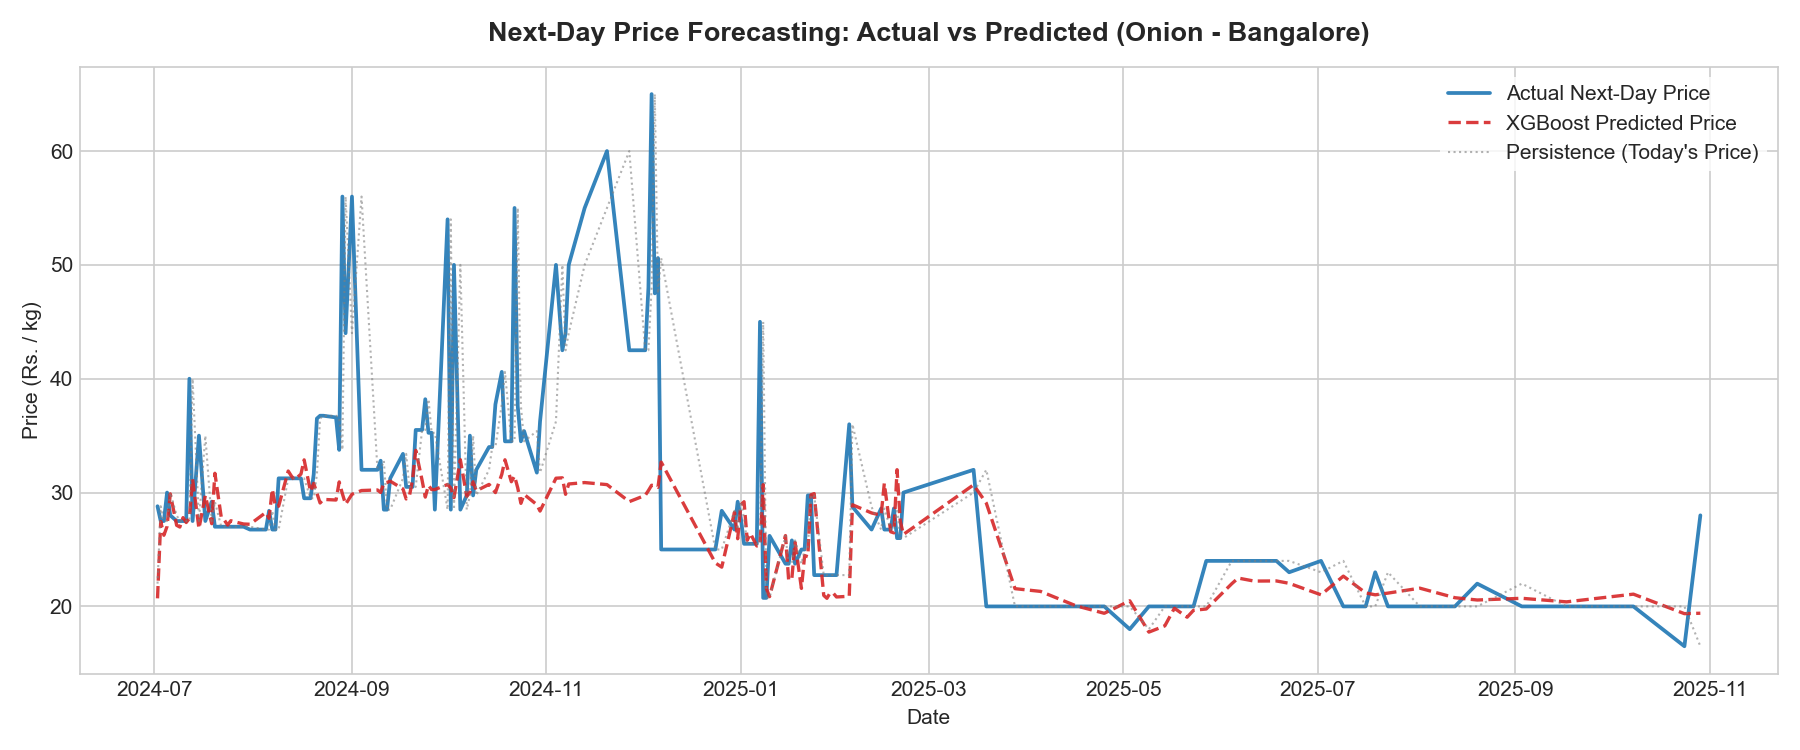 Next-Day Price Forecasting: Actual vs Predicted (Onion - Bangalore)
Actual Next-Day Price
XGBoost Predicted Price
Persistence (Today's Price)
Price (Rs. / kg)
60
50
40
30
20
2024-07 2024-09 2024-11 2025-01 2025-03 2025-05 2025-07 2025-09 2025-11
Date